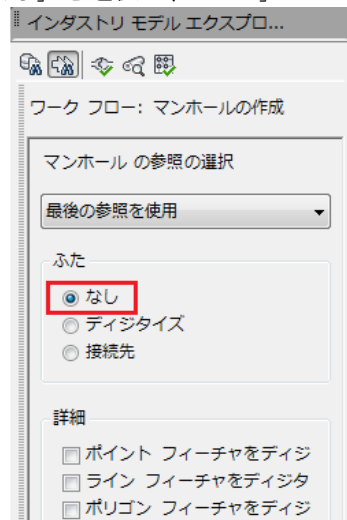 インダストリ モデル エクスプロ...
ワーク フロー: マンホールの作成
マンホール の参照の選択
最後の参照を使用
ふた
なし
ディジタイズ
接続先
詳細
ポイント フィーチャをディジ
ライン フィーチャをディジタ
ポリゴン フィーチャをディジ